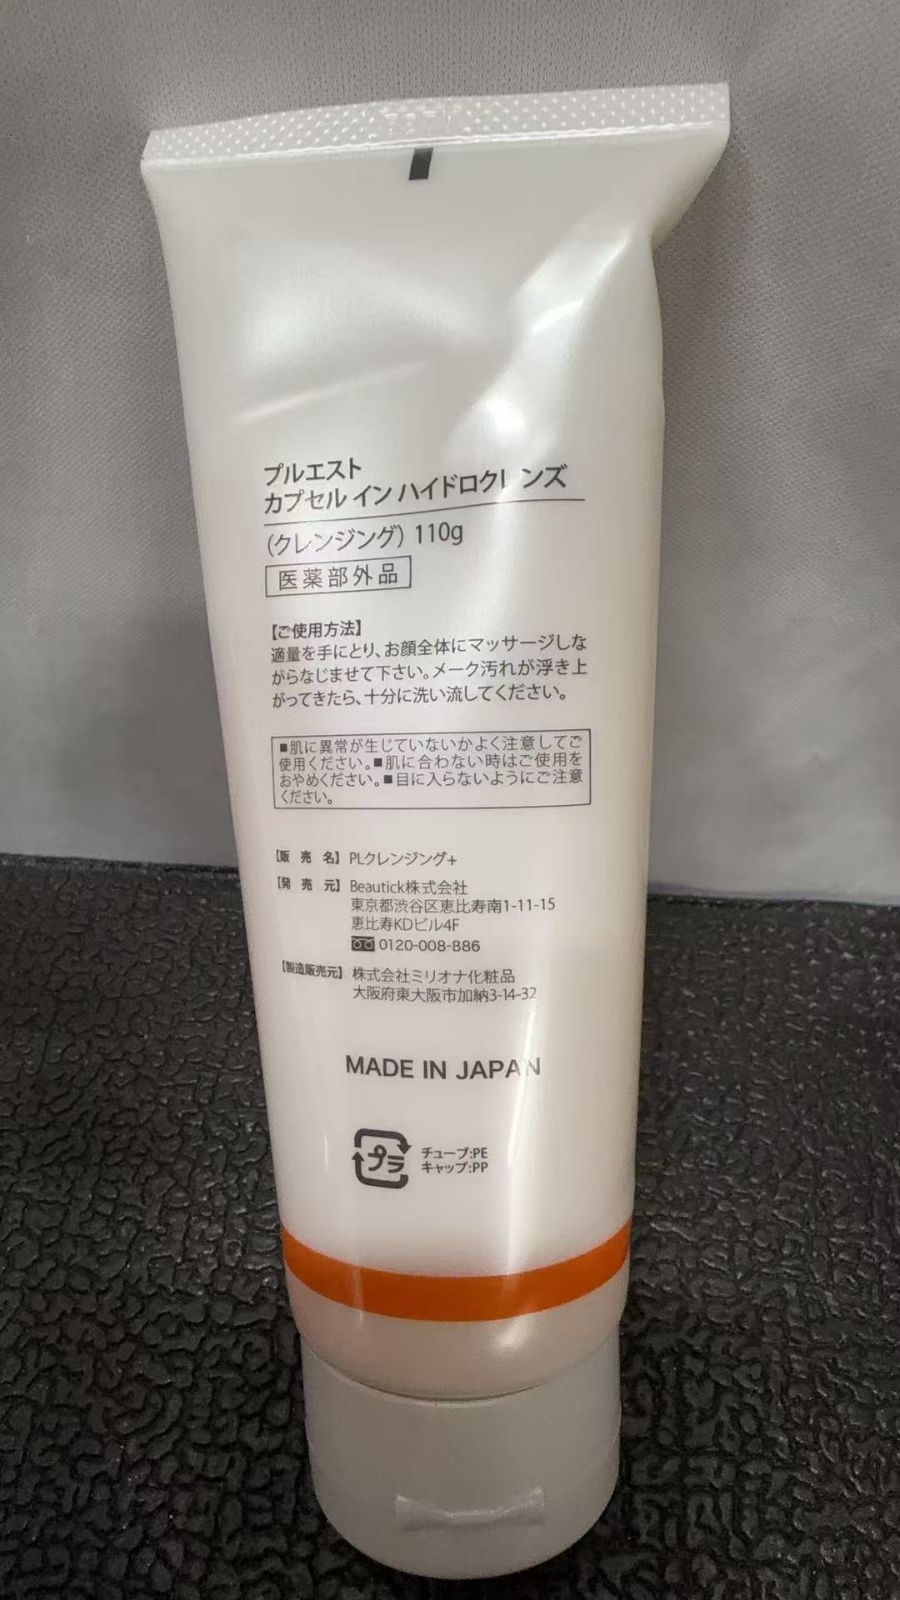 プルエスト
カプセル イン ハイドロクレンズ
(クレンジング) 110g
医薬部外品
【ご使用方法】
適量を手にとり、お顔全体にマッサージしな
がらなじませて下さい。メーク汚れが浮き上
がってきたら、十分に洗い流してください。
■肌に異常が生じていないかよく注意してご
使用ください。■肌に合わない時はご使用を
おやめください。■目に入らないようにご注意
ください。
【販売名】PLクレンジング+
【発売元】Beautick株式会社
東京都渋谷区恵比寿南1-11-15
恵比寿KDビル4F
0120-008-886
【製造販売元】株式会社ミリオナ化粧品
大阪府東大阪市加納3-14-32
MADE IN JAPAN
プラ
チューブ:PE
キャップ:PP